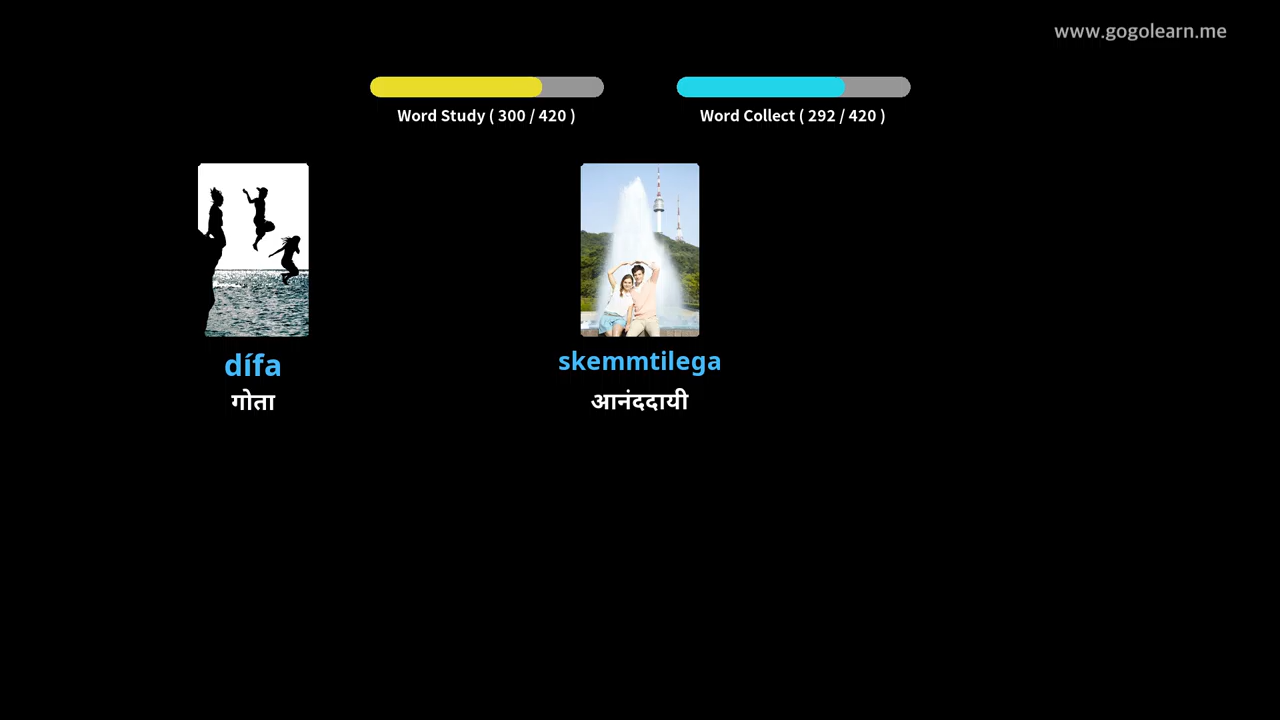 www.gogolearn.me
Word Study ( 300 / 420 )
Word Collect ( 292 / 420 )
dífa
गोता
skemmtilega
आनंददायी